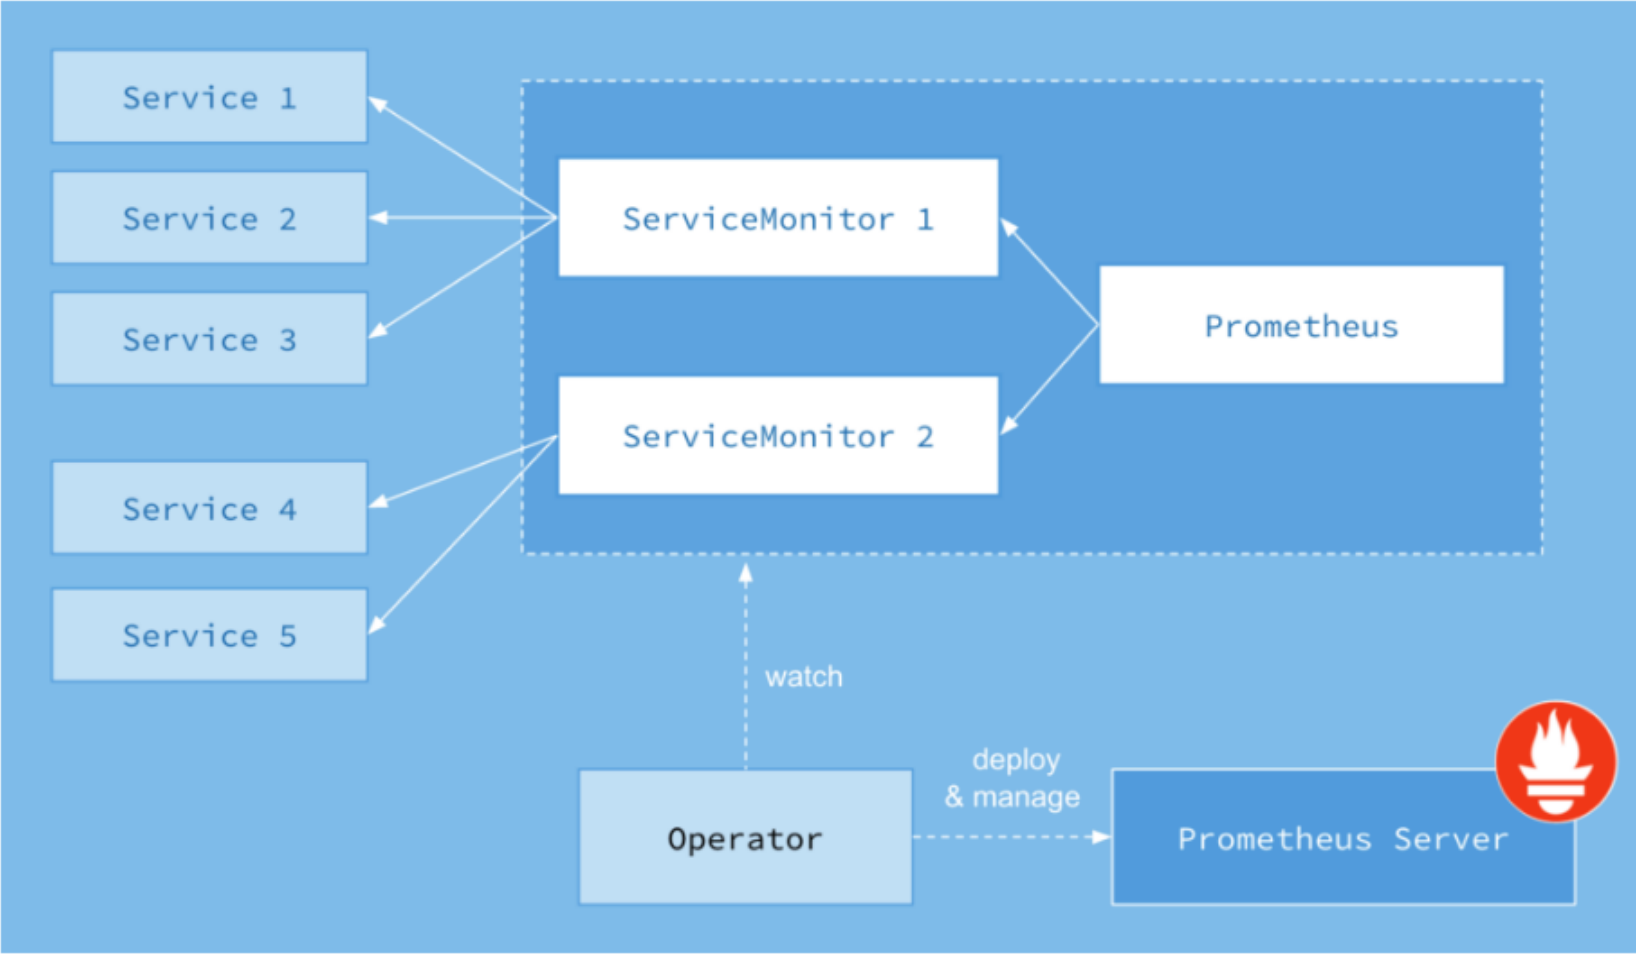 Service 1
Service 2
Service 3
Service 4
Service 5
ServiceMonitor 1
ServiceMonitor 2
Prometheus
watch
deploy
& manage
Operator
Prometheus Server